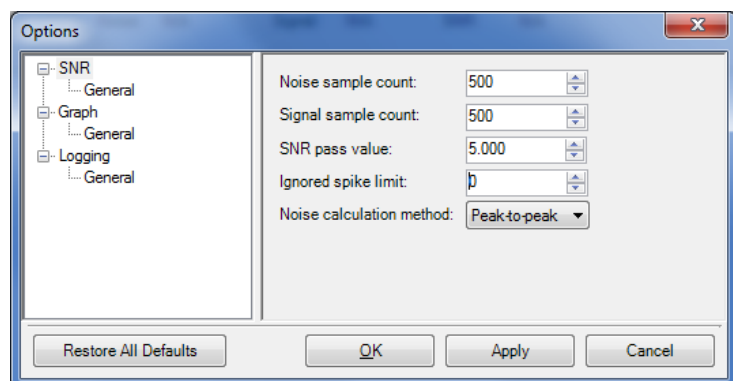 Options
SNR
General
Graph
General
Logging
General
Noise sample count: 500
Signal sample count: 500
SNR pass value: 5.000
Ignored spike limit: 0
Noise calculation method: Peak-to-peak
Restore All Defaults OK Apply Cancel